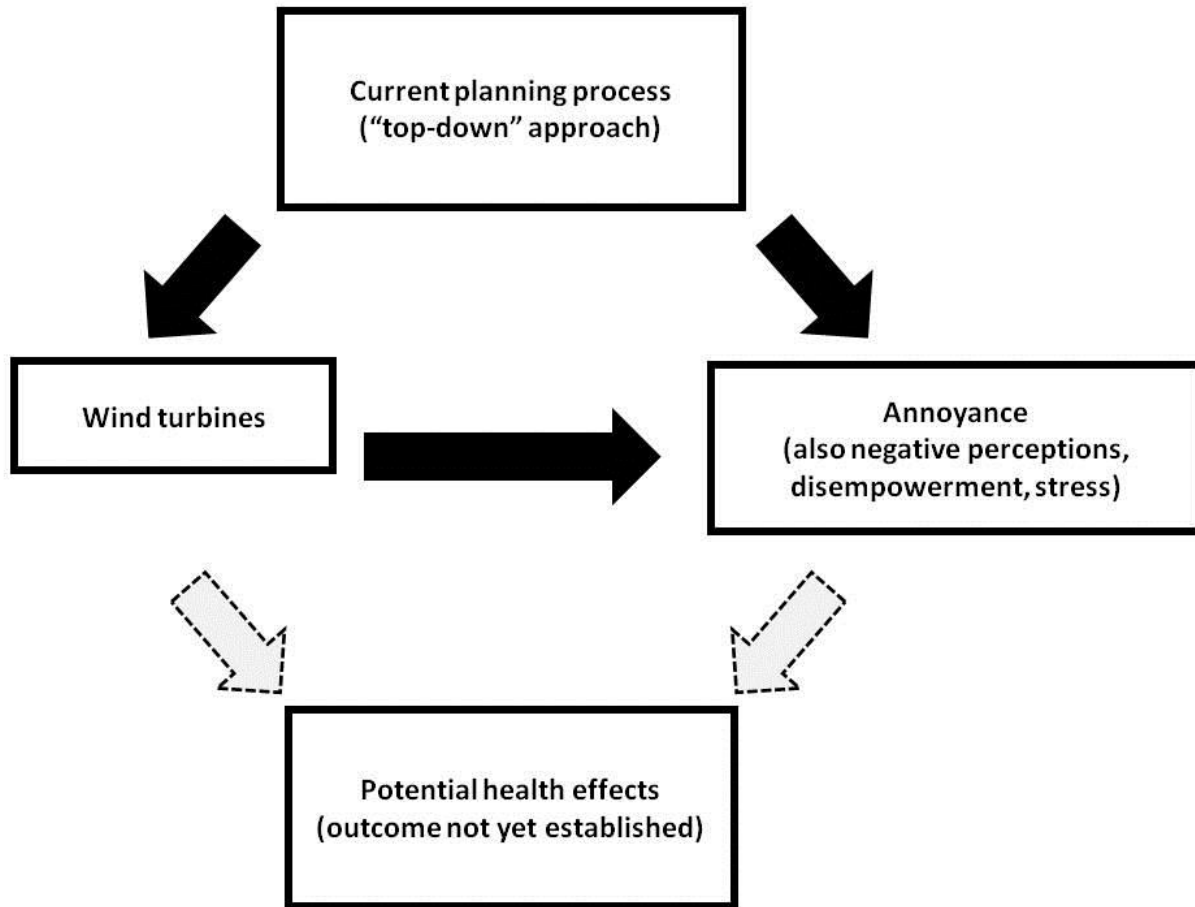 Current planning process
(“top-down” approach)
Wind turbines
Annoyance
(also negative perceptions,
disempowerment, stress)
Potential health effects
(outcome not yet established)